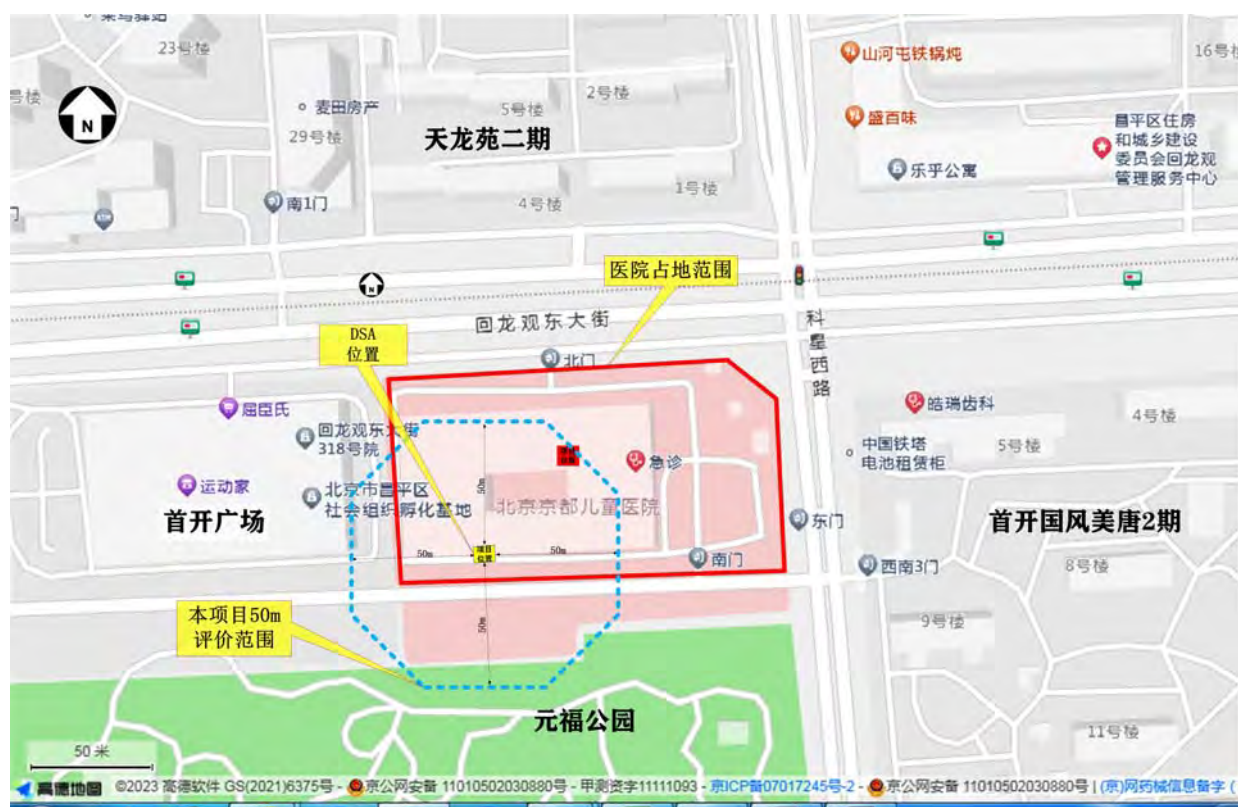 23号楼
号楼
N
麦田房产
29号楼
5号楼
2号楼
天龙苑二期
1号楼
4号楼
南1门
门
ATM
山河屯铁锅炖
16号
盛百味
乐乎公寓
昌平区住房
和城乡建设
委员会回龙观
管理服务中心
医院占地范围
回龙观东大街
科星西路
DSA
位置
北门
屈臣氏
回龙观东大街
318号院
运动家
北京市昌平区
社会组织孵化基地
首开广场
急诊
北京京都儿童医院
50m
50m
50m
50m
项目
位置
南门
东门
皓瑞齿科
中国铁塔
电池租赁柜
5号楼
4号楼
首开国风美唐2期
西南3门
8号楼
9号楼
11号楼
本项目50m
评价范围
元福公园
50 米
高德地图 ©2023 高德软件 GS(2021)6375号 - 京公网安备 11010502030880号 - 甲测资字11111093 - 京ICP备07017245号-2 - 京公网安备 11010502030880号 | (京)网药械信息备字 (